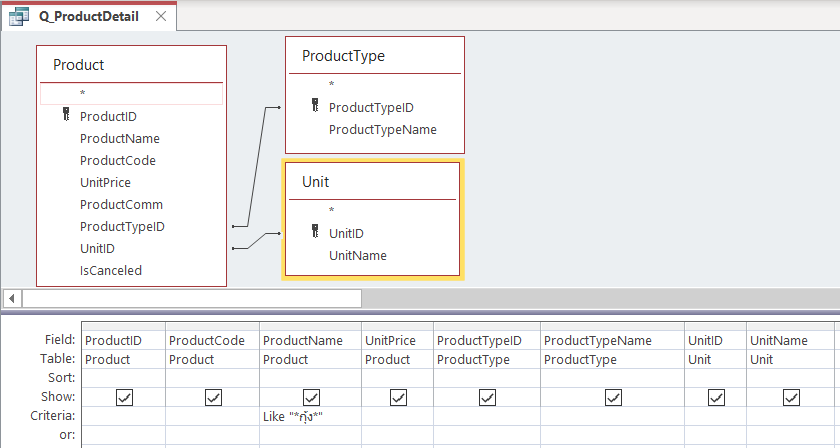 Q_ProductDetail
Product
*
ProductID
ProductName
ProductCode
UnitPrice
ProductComm
ProductTypeID
UnitID
IsCanceled
ProductType
*
ProductTypeID
ProductTypeName
Unit
*
UnitID
UnitName
Field: ProductID ProductCode ProductName UnitPrice ProductTypeID ProductTypeName UnitID UnitName
Table: Product Product Product Product ProductType ProductType Unit Unit
Sort:
Show:
Criteria: Like "*กุ้ง*"
or: